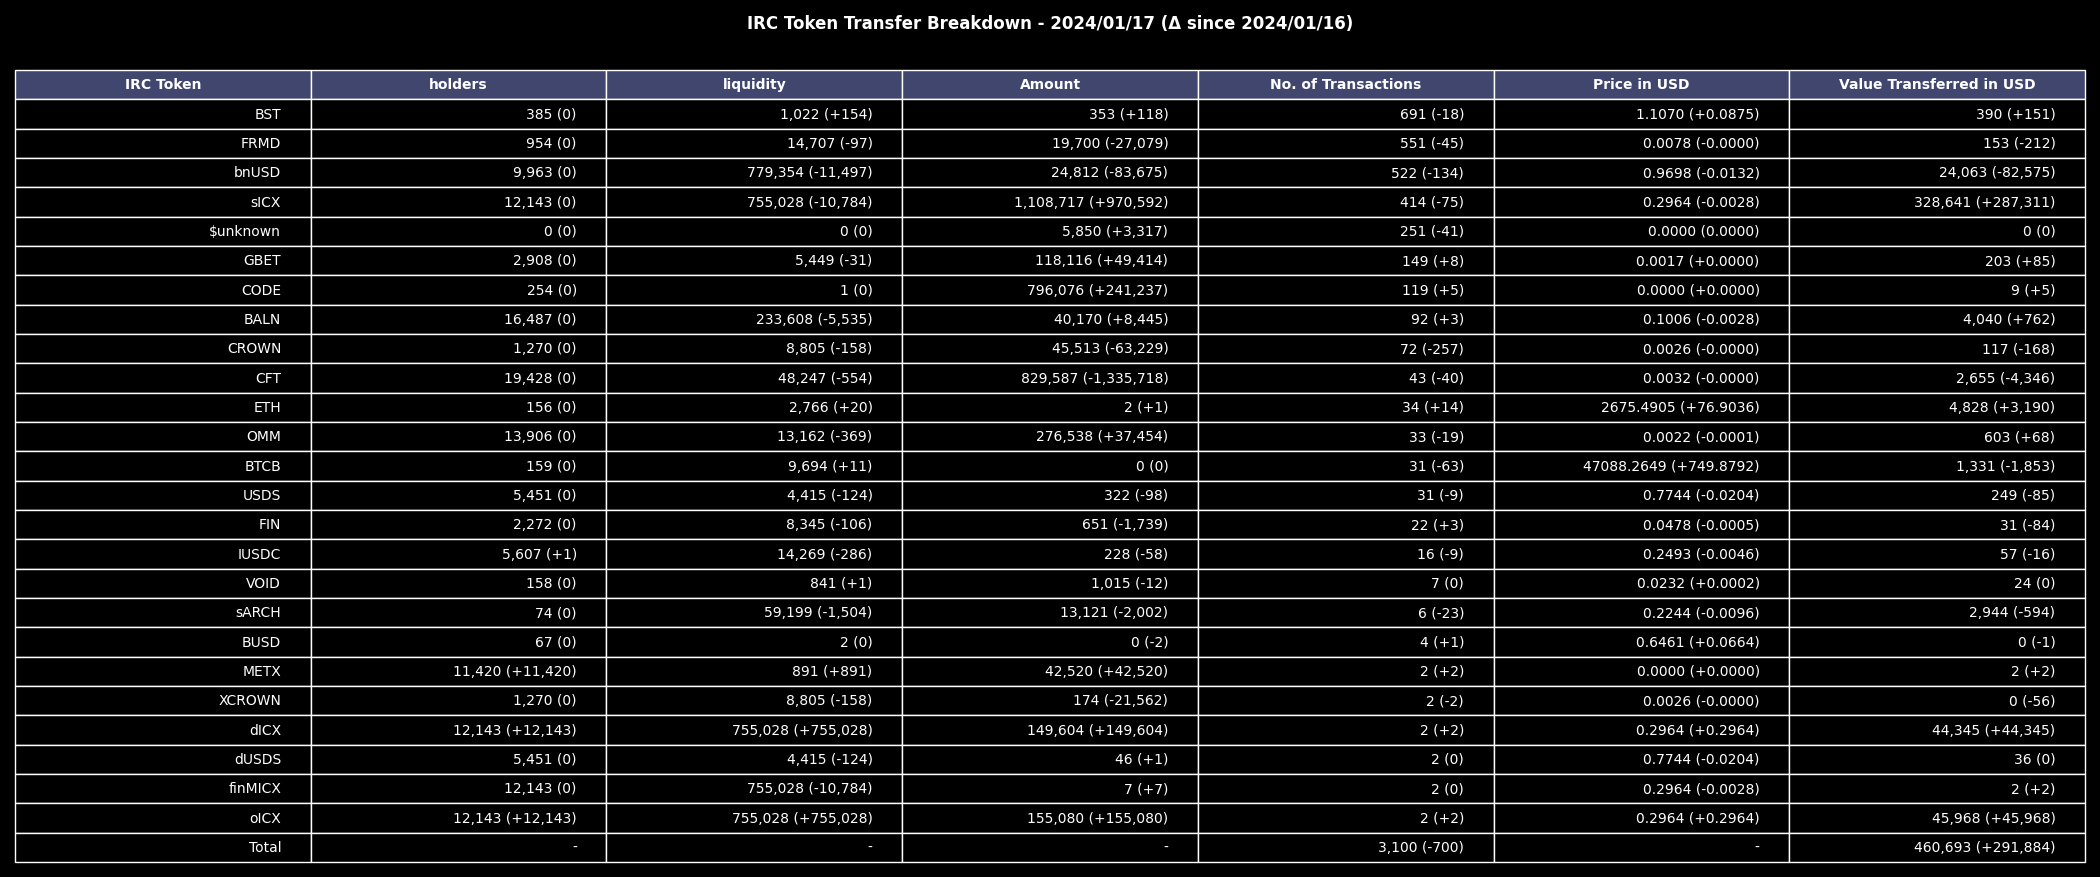 IRC Token Transfer Breakdown - 2024/01/17 (Δ since 2024/01/16)
IRC Token holders liquidity Amount No. of Transactions Price in USD Value Transferred in USD
BST 385 (0) 1,022 (+154) 353 (+118) 691 (-18) 1.1070 (+0.0875) 390 (+151)
FRMD 954 (0) 14,707 (-97) 19,700 (-27,079) 551 (-45) 0.0078 (-0.0000) 153 (-212)
bnUSD 9,963 (0) 779,354 (-11,497) 24,812 (-83,675) 522 (-134) 0.9698 (-0.0132) 24,063 (-82,575)
sICX 12,143 (0) 755,028 (-10,784) 1,108,717 (+970,592) 414 (-75) 0.2964 (-0.0028) 328,641 (+287,311)
$unknown 0 (0) 0 (0) 5,850 (+3,317) 251 (-41) 0.0000 (0.0000) 0 (0)
GBET 2,908 (0) 5,449 (-31) 118,116 (+49,414) 149 (+8) 0.0017 (+0.0000) 203 (+85)
CODE 254 (0) 1 (0) 796,076 (+241,237) 119 (+5) 0.0000 (+0.0000) 9 (+5)
BALN 16,487 (0) 233,608 (-5,535) 40,170 (+8,445) 92 (+3) 0.1006 (-0.0028) 4,040 (+762)
CROWN 1,270 (0) 8,805 (-158) 45,513 (-63,229) 72 (-257) 0.0026 (-0.0000) 117 (-168)
CFT 19,428 (0) 48,247 (-554) 829,587 (-1,335,718) 43 (-40) 0.0032 (-0.0000) 2,655 (-4,346)
ETH 156 (0) 2,766 (+20) 2 (+1) 34 (+14) 2675.4905 (+76.9036) 4,828 (+3,190)
OMM 13,906 (0) 13,162 (-369) 276,538 (+37,454) 33 (-19) 0.0022 (-0.0001) 603 (+68)
BTCB 159 (0) 9,694 (+11) 0 (0) 31 (-63) 47088.2649 (+749.8792) 1,331 (-1,853)
USDS 5,451 (0) 4,415 (-124) 322 (-98) 31 (-9) 0.7744 (-0.0204) 249 (-85)
FIN 2,272 (0) 8,345 (-106) 651 (-1,739) 22 (+3) 0.0478 (-0.0005) 31 (-84)
IUSDC 5,607 (+1) 14,269 (-286) 228 (-58) 16 (-9) 0.2493 (-0.0046) 57 (-16)
VOID 158 (0) 841 (+1) 1,015 (-12) 7 (0) 0.0232 (+0.0002) 24 (0)
sARCH 74 (0) 59,199 (-1,504) 13,121 (-2,002) 6 (-23) 0.2244 (-0.0096) 2,944 (-594)
BUSD 67 (0) 2 (0) 0 (-2) 4 (+1) 0.6461 (+0.0664) 0 (-1)
METX 11,420 (+11,420) 891 (+891) 42,520 (+42,520) 2 (+2) 0.0000 (+0.0000) 2 (+2)
XCROWN 1,270 (0) 8,805 (-158) 174 (-21,562) 2 (-2) 0.0026 (-0.0000) 0 (-56)
dICX 12,143 (+12,143) 755,028 (+755,028) 149,604 (+149,604) 2 (+2) 0.2964 (+0.2964) 44,345 (+44,345)
dUSDS 5,451 (0) 4,415 (-124) 46 (+1) 2 (0) 0.7744 (-0.0204) 36 (0)
finMICX 12,143 (0) 755,028 (-10,784) 7 (+7) 2 (0) 0.2964 (-0.0028) 2 (+2)
oICX 12,143 (+12,143) 755,028 (+755,028) 155,080 (+155,080) 2 (+2) 0.2964 (+0.2964) 45,968 (+45,968)
Total - - - 3,100 (-700) - 460,693 (+291,884)